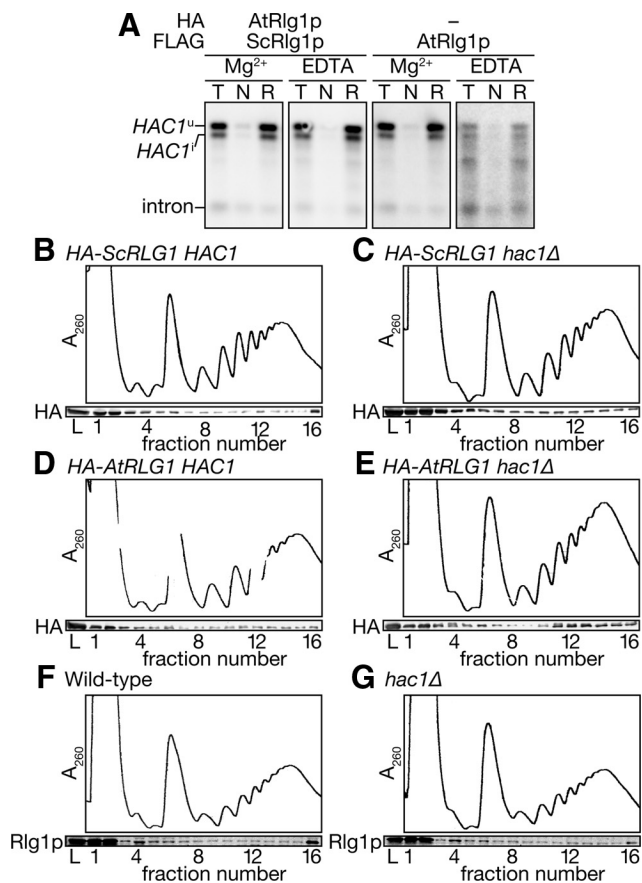 A
HA AtRlg1p –
FLAG ScRlg1p AtRlg1p
Mg²⁺ EDTA Mg²⁺ EDTA
T N R T N R T N R T N R
HAC1ᵘ
HAC1ⁱ
intron
B HA-ScRLG1 HAC1
A₂₆₀
HA
L 1 4 8 12 16
fraction number
C HA-ScRLG1 hac1Δ
A₂₆₀
HA
L 1 4 8 12 16
fraction number
D HA-AtRLG1 HAC1
A₂₆₀
HA
L 1 4 8 12 16
fraction number
E HA-AtRLG1 hac1Δ
A₂₆₀
HA
L 1 4 8 12 16
fraction number
F Wild-type
A₂₆₀
Rlg1p
L 1 4 8 12 16
fraction number
G hac1Δ
A₂₆₀
Rlg1p
L 1 4 8 12 16
fraction number